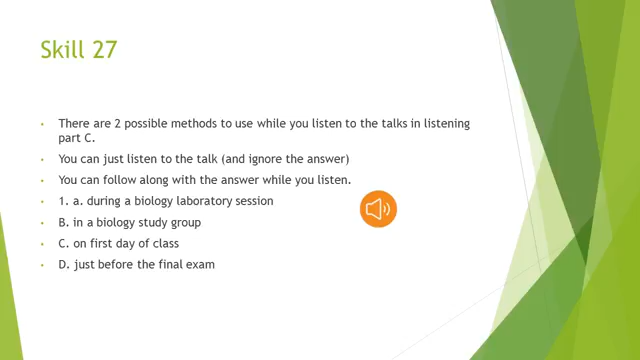 Skill 27
There are 2 possible methods to use while you listen to the talks in listening
part C.
You can just listen to the talk (and ignore the answer)
You can follow along with the answer while you listen.
1. a. during a biology laboratory session
B. in a biology study group
C. on first day of class
D. just before the final exam